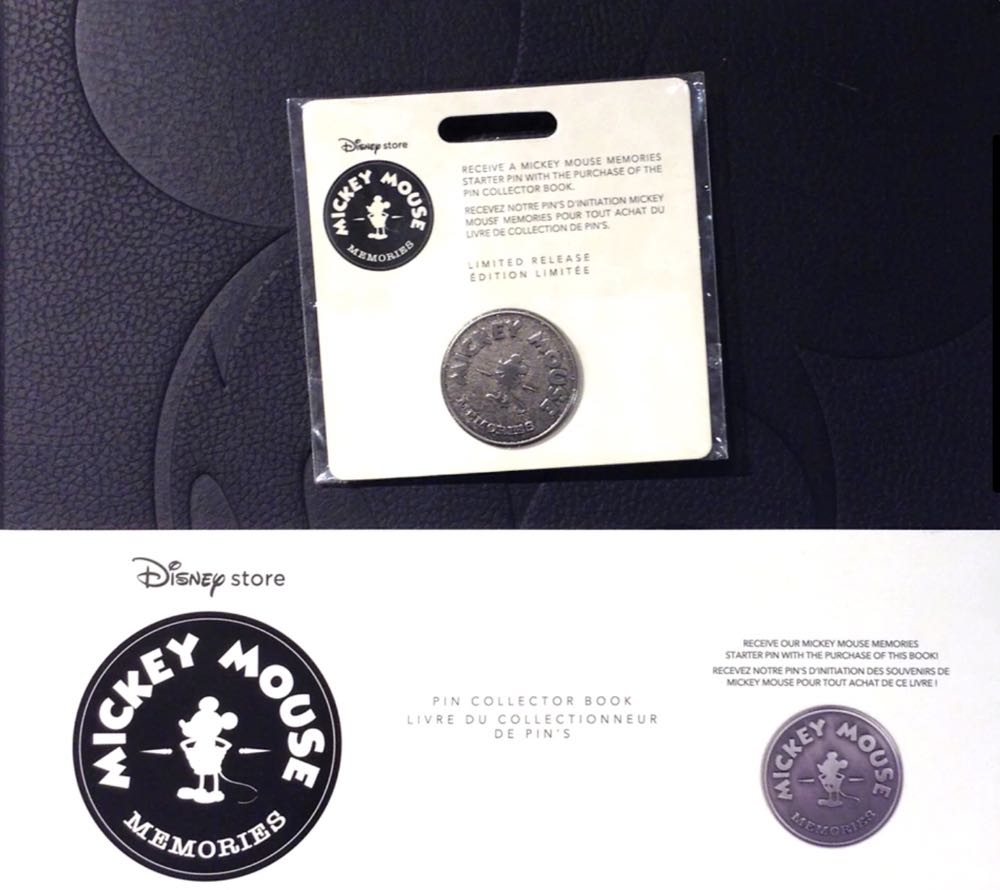 Disney store
MICKEY MOUSE
MEMORIES
RECEIVE A MICKEY MOUSE MEMORIES
STARTER PIN WITH THE PURCHASE OF THE
PIN COLLECTOR BOOK.
RECEVEZ NOTRE PIN'S D'INITIATION MICKEY
MOUSE MEMORIES POUR TOUT ACHAT DU
LIVRE DE COLLECTION DE PIN'S.
LIMITED RELEASE
ÉDITION LIMITÉE
MICKEY MOUSE
MEMORIES
Disney store
MICKEY MOUSE
MEMORIES
PIN COLLECTOR BOOK
LIVRE DU COLLECTIONNEUR
DE PIN'S
RECEIVE OUR MICKEY MOUSE MEMORIES
STARTER PIN WITH THE PURCHASE OF THIS BOOK!
RECEVEZ NOTRE PIN'S D'INITIATION DES SOUVENIRS DE
MICKEY MOUSE POUR TOUT ACHAT DE CE LIVRE !
MICKEY MOUSE
MEMORIES